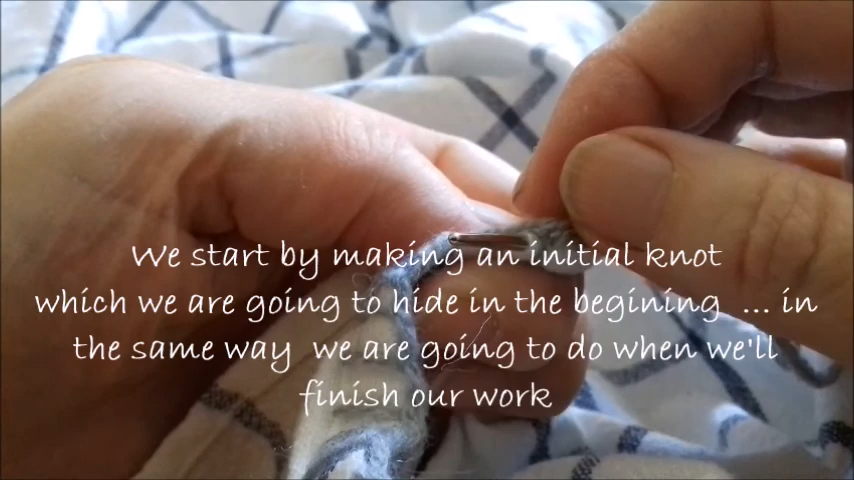 We start by making an initial knot
which we are going to hide in the begining ... in
the same way we are going to do when we'll
finish our work